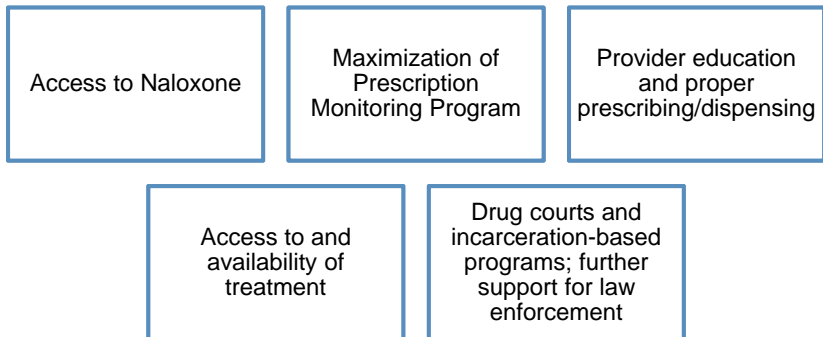 Access to Naloxone
Maximization of
Prescription
Monitoring Program
Provider education
and proper
prescribing/dispensing
Access to and
availability of
treatment
Drug courts and
incarceration-based
programs; further
support for law
enforcement